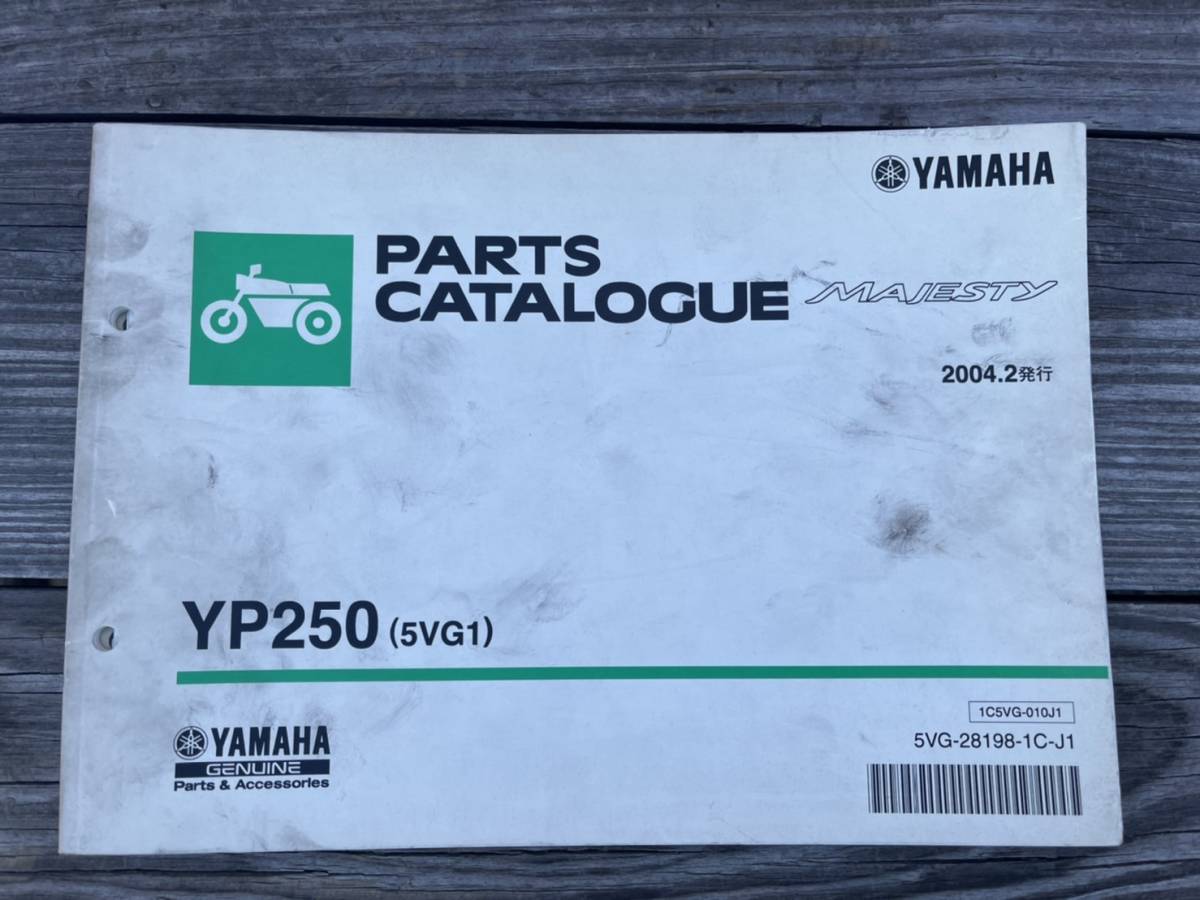 YAMAHA
PARTS
CATALOGUE
MAJESTY
2004.2発行
YP250 (5VG1)
1C5VG-010J1
5VG-28198-1C-J1
YAMAHA
GENUINE
Parts & Accessories